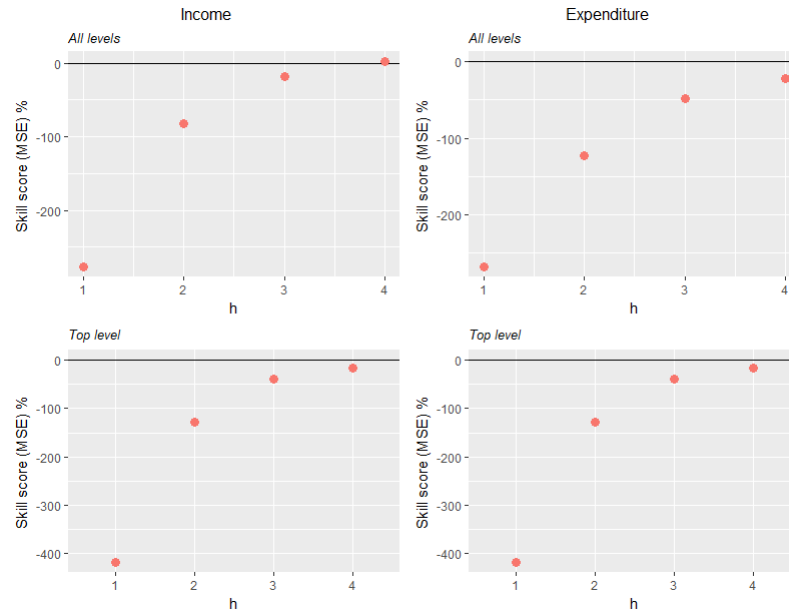 Income
All levels
Skill score (MSE) %
0
-100
-200
1 2 3 4
h
Expenditure
All levels
Skill score (MSE) %
0
-100
-200
1 2 3 4
h
Top level
Skill score (MSE) %
0
-100
-200
-300
-400
1 2 3 4
h
Top level
Skill score (MSE) %
0
-100
-200
-300
-400
1 2 3 4
h